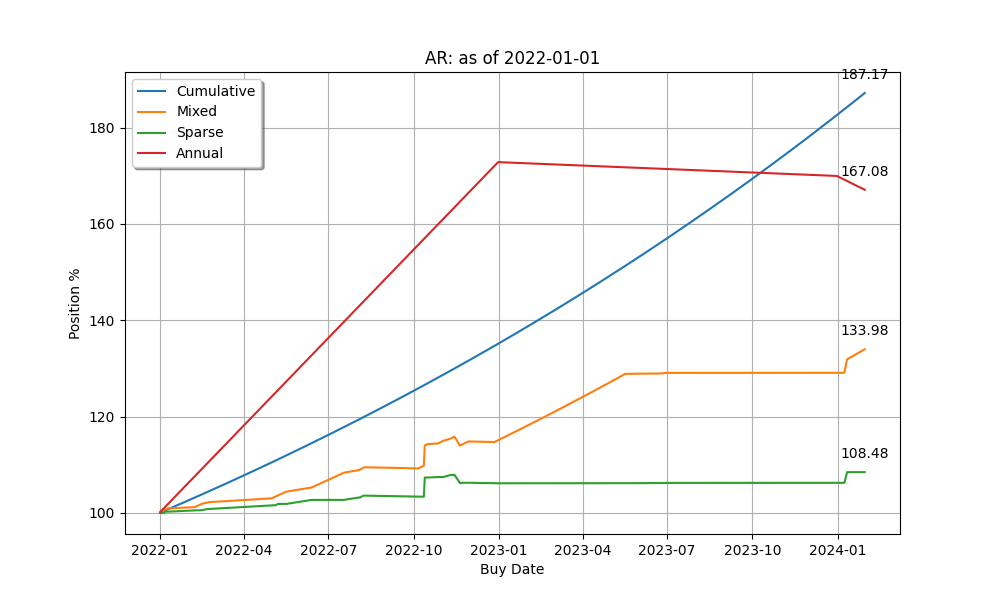 AR: as of 2022-01-01
187.17
Cumulative
Mixed
Sparse
Annual
180
167.08
160
140
133.98
120
108.48
100
Position %
2022-01 2022-04 2022-07 2022-10 2023-01 2023-04 2023-07 2023-10 2024-01
Buy Date